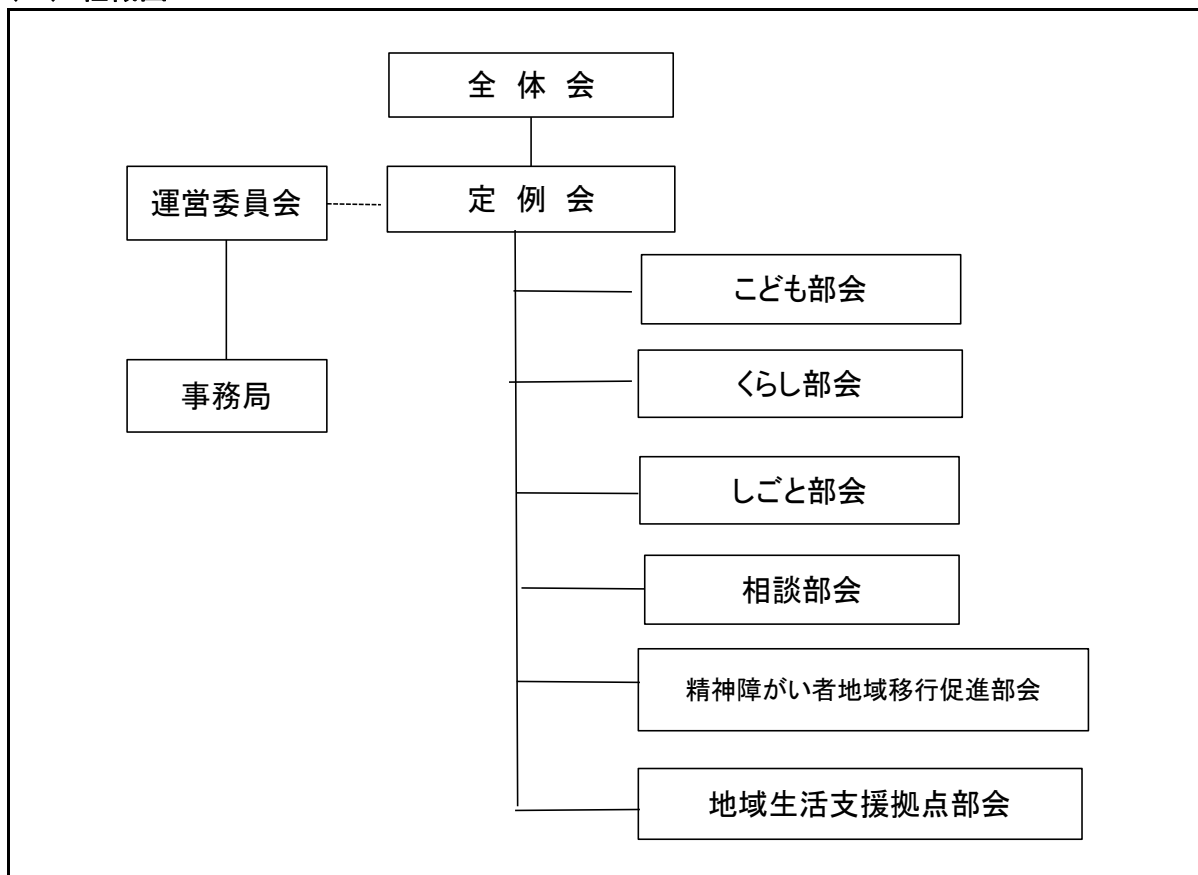 全 体 会
運営委員会
定 例 会
こども部会
事務局
くらし部会
しごと部会
相談部会
精神障がい者地域移行促進部会
地域生活支援拠点部会